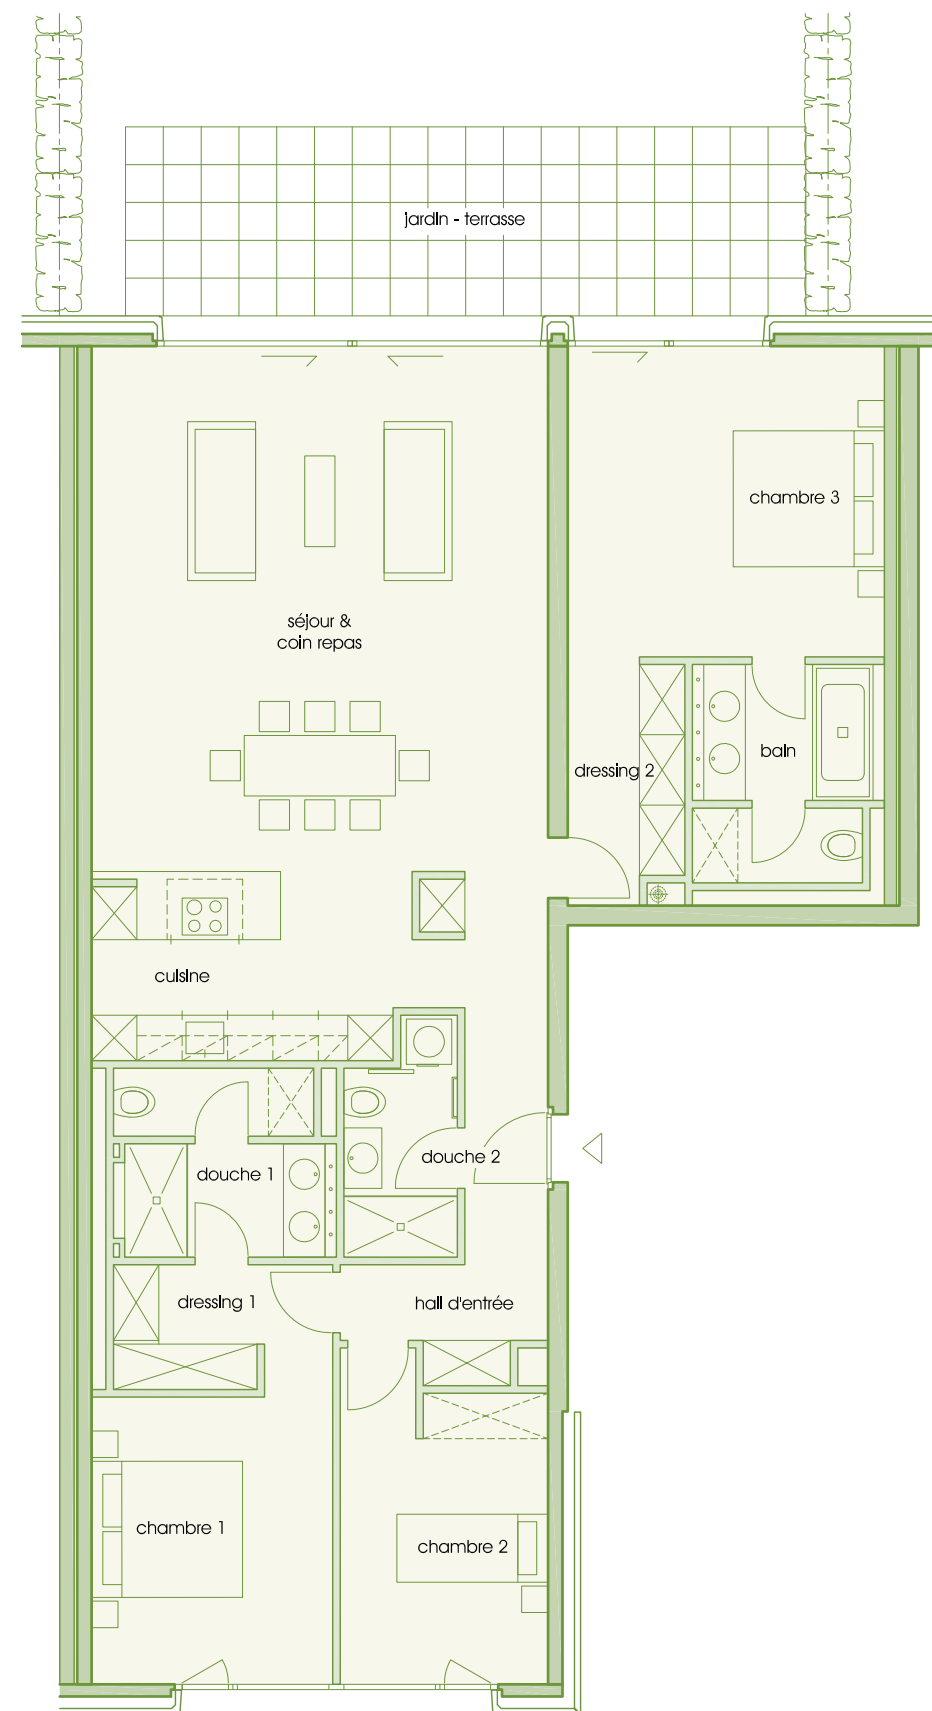 jardin - terrasse
chambre 3
séjour &
coin repas
bain
dressing 2
cuisine
douche 2
douche 1
dressing 1
hall d'entrée
chambre 1
chambre 2